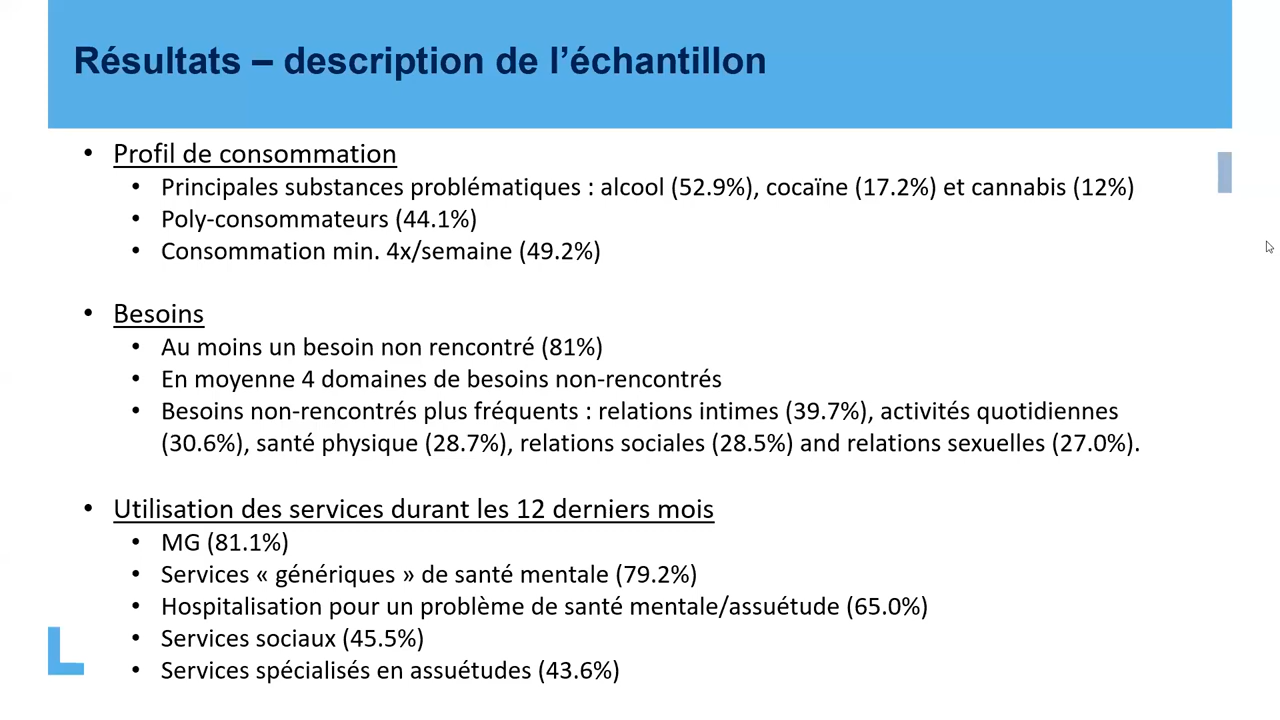 Résultats – description de l’échantillon
• Profil de consommation
• Principales substances problématiques : alcool (52.9%), cocaïne (17.2%) et cannabis (12%)
• Poly-consommateurs (44.1%)
• Consommation min. 4x/semaine (49.2%)
• Besoins
• Au moins un besoin non rencontré (81%)
• En moyenne 4 domaines de besoins non-rencontrés
• Besoins non-rencontrés plus fréquents : relations intimes (39.7%), activités quotidiennes
(30.6%), santé physique (28.7%), relations sociales (28.5%) and relations sexuelles (27.0%).
• Utilisation des services durant les 12 derniers mois
• MG (81.1%)
• Services « génériques » de santé mentale (79.2%)
• Hospitalisation pour un problème de santé mentale/assuétude (65.0%)
• Services sociaux (45.5%)
• Services spécialisés en assuétudes (43.6%)